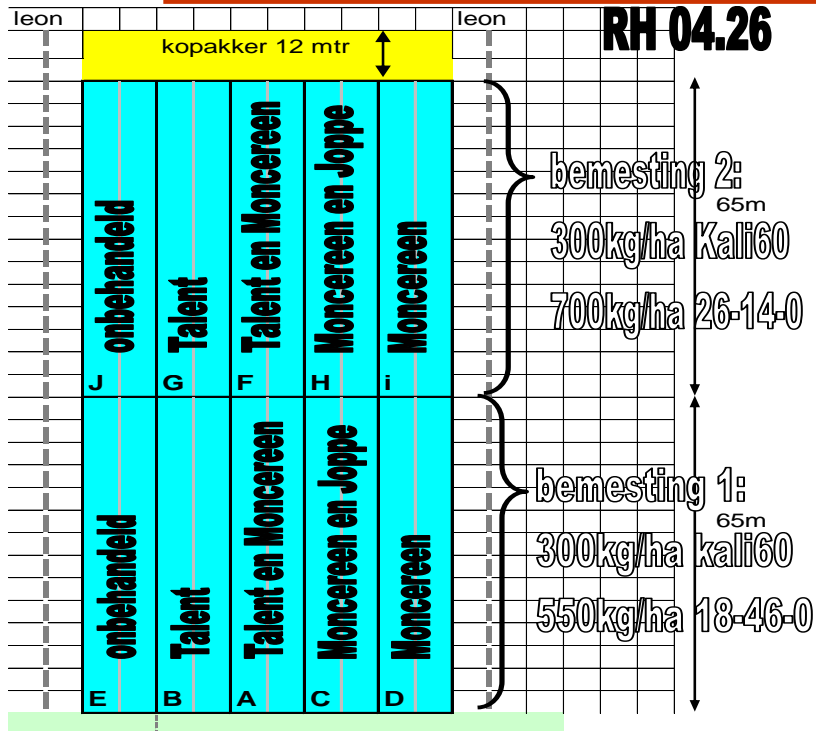 leon
leon
RH 04.26
kopakker 12 mtr
onbehandeld
Talent
Talent en Moncereen
Moncereen en Joppe
Moncereen
J
G
F
H
i
bemesting 2:
65m
300kg/ha Kali60
700kg/ha 26-14-0
onbehandeld
Talent
Talent en Moncereen
Moncereen en Joppe
Moncereen
E
B
A
C
D
bemesting 1:
65m
300kg/ha kali60
550kg/ha 18-46-0